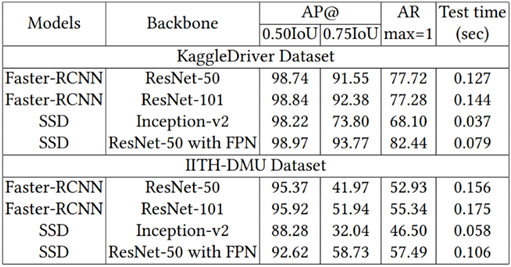 Models Backbone AP@ AR Test time
0.50IoU 0.75IoU max=1 (sec)
KaggleDriver Dataset
Faster-RCNN ResNet-50 98.74 91.55 77.72 0.127
Faster-RCNN ResNet-101 98.84 92.38 77.28 0.144
SSD Inception-v2 98.22 73.80 68.10 0.037
SSD ResNet-50 with FPN 98.97 93.77 82.44 0.079
IITH-DMU Dataset
Faster-RCNN ResNet-50 95.37 41.97 52.93 0.156
Faster-RCNN ResNet-101 95.92 51.94 55.34 0.175
SSD Inception-v2 88.28 32.04 46.50 0.058
SSD ResNet-50 with FPN 92.62 58.73 57.49 0.106